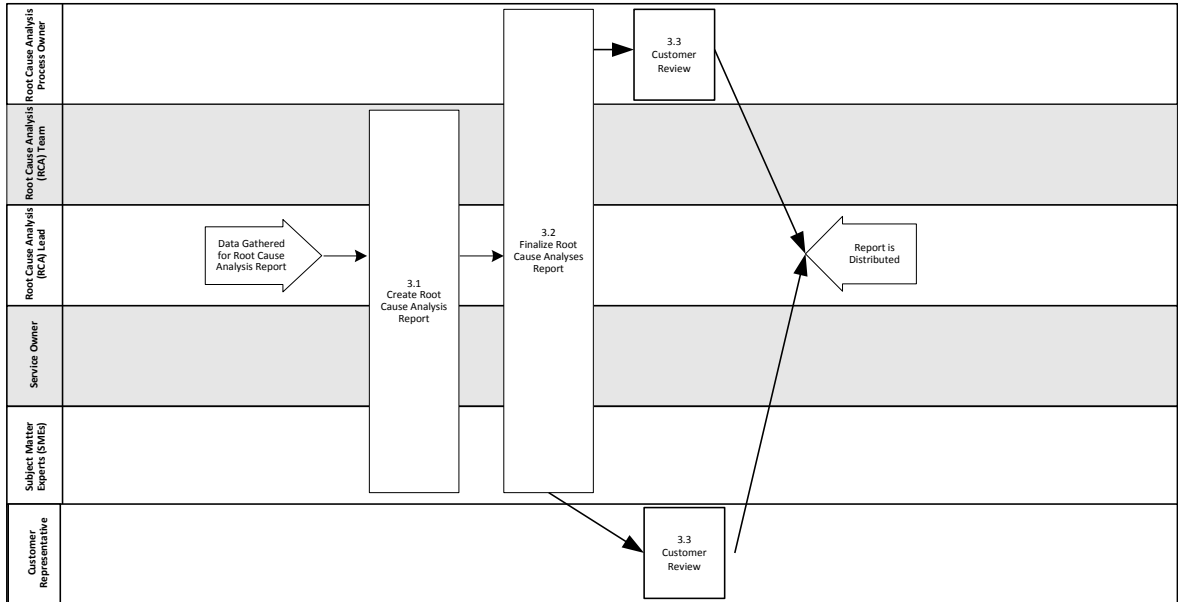 Root Cause Analysis
Process Owner
3.3
Customer
Review
Root Cause Analysis
(RCA) Team
Root Cause Analysis
(RCA) Lead
Data Gathered
for Root Cause
Analysis Report
3.1
Create Root
Cause Analysis
Report
3.2
Finalize Root
Cause Analyses
Report
Report is
Distributed
Service Owner
Subject Matter
Experts (SMEs)
Customer
Representative
3.3
Customer
Review